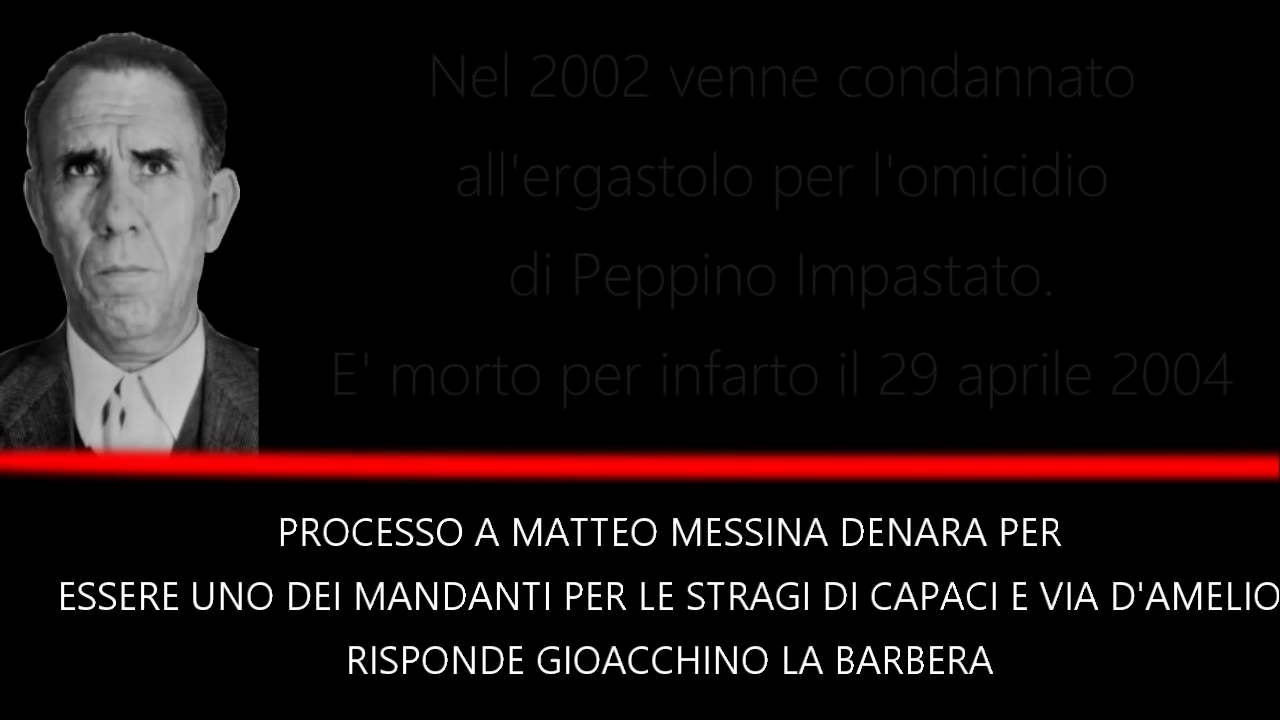 Nel 2002 venne condannato
all'ergastolo per l'omicidio
di Peppino Impastato.
E' morto per infarto il 29 aprile 2004
PROCESSO A MATTEO MESSINA DENARA PER
ESSERE UNO DEI MANDANTI PER LE STRAGI DI CAPACI E VIA D'AMELIO
RISPONDE GIOACCHINO LA BARBERA